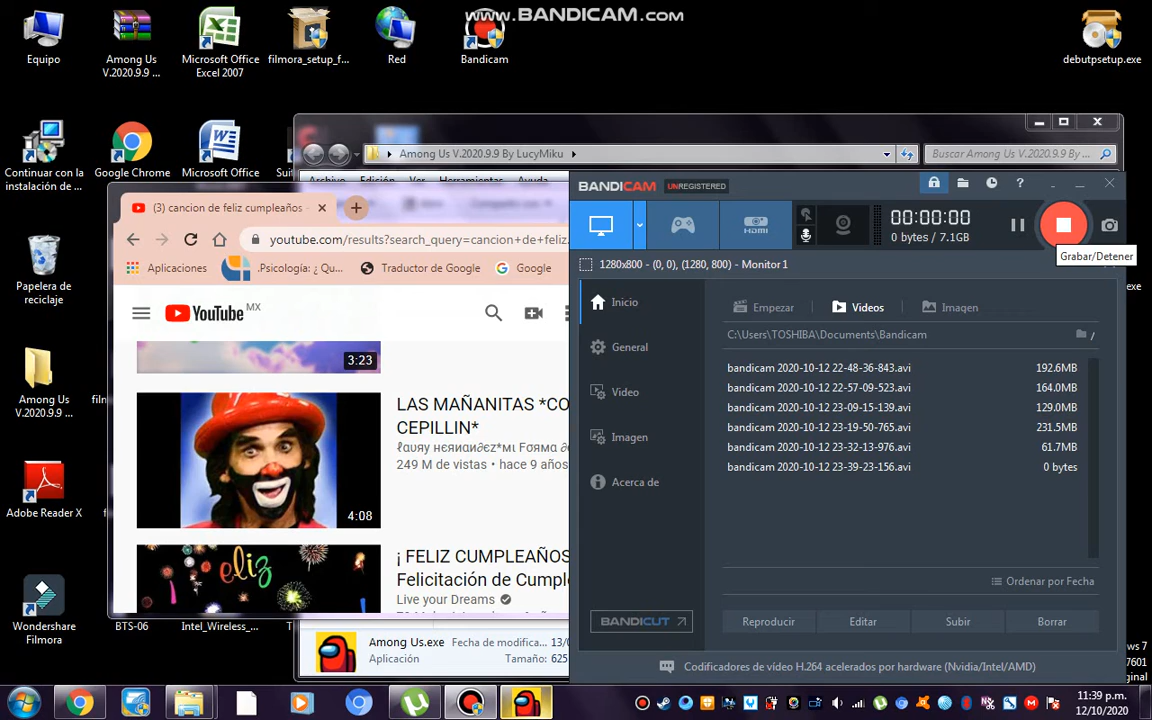 www.BANDICAM.com
Equipo
Among Us
V.2020.9.9 ...
Microsoft Office
Excel 2007
filmora_setup_f...
Red
Bandicam
debutpsetup.exe
Continuar con la
instalación de ...
Google Chrome
Microsoft Office
Among Us V.2020.9.9 By LucyMiku
Buscar Among Us V.2020.9.9 By ...
Archivo Edición Ver Herramientas Ayuda
BANDICAM UNREGISTERED
(3) cancion de feliz cumpleaños
youtube.com/results?search_query=cancion+de+feliz.
Aplicaciones
.Psicología: ¿ Qu...
Traductor de Google
Google
YouTube MX
3:23
LAS MAÑANITAS *CO
CEPILLIN*
249 M de vistas • hace 9 años
4:08
eliz
¡ FELIZ CUMPLEAÑOS
Felicitación de Cumple
Live your Dreams
HDMI
00:00:00
0 bytes / 7.1GB
Grabar/Detener
1280x800 - (0, 0), (1280, 800) - Monitor 1
Inicio
General
Video
Imagen
Acerca de
BANDICUT
Empezar
Videos
Imagen
C:\Users\TOSHIBA\Documents\Bandicam
/
bandicam 2020-10-12 22-48-36-843.avi 192.6MB
bandicam 2020-10-12 22-57-09-523.avi 164.0MB
bandicam 2020-10-12 23-09-15-139.avi 129.0MB
bandicam 2020-10-12 23-19-50-765.avi 231.5MB
bandicam 2020-10-12 23-32-13-976.avi 61.7MB
bandicam 2020-10-12 23-39-23-156.avi 0 bytes
Ordenar por Fecha
Reproducir
Editar
Subir
Borrar
Codificadores de vídeo H.264 acelerados por hardware (Nvidia/Intel/AMD)
Papelera de
reciclaje
Among Us
V.2020.9.9 ...
Adobe Reader X
Wondershare
Filmora
BTS-06
Intel_Wireless_...
Among Us.exe Fecha de modifica... 13/0
Aplicación Tamaño: 625
.exe
ws 7
7601
nal
11:39 p.m.
12/10/2020